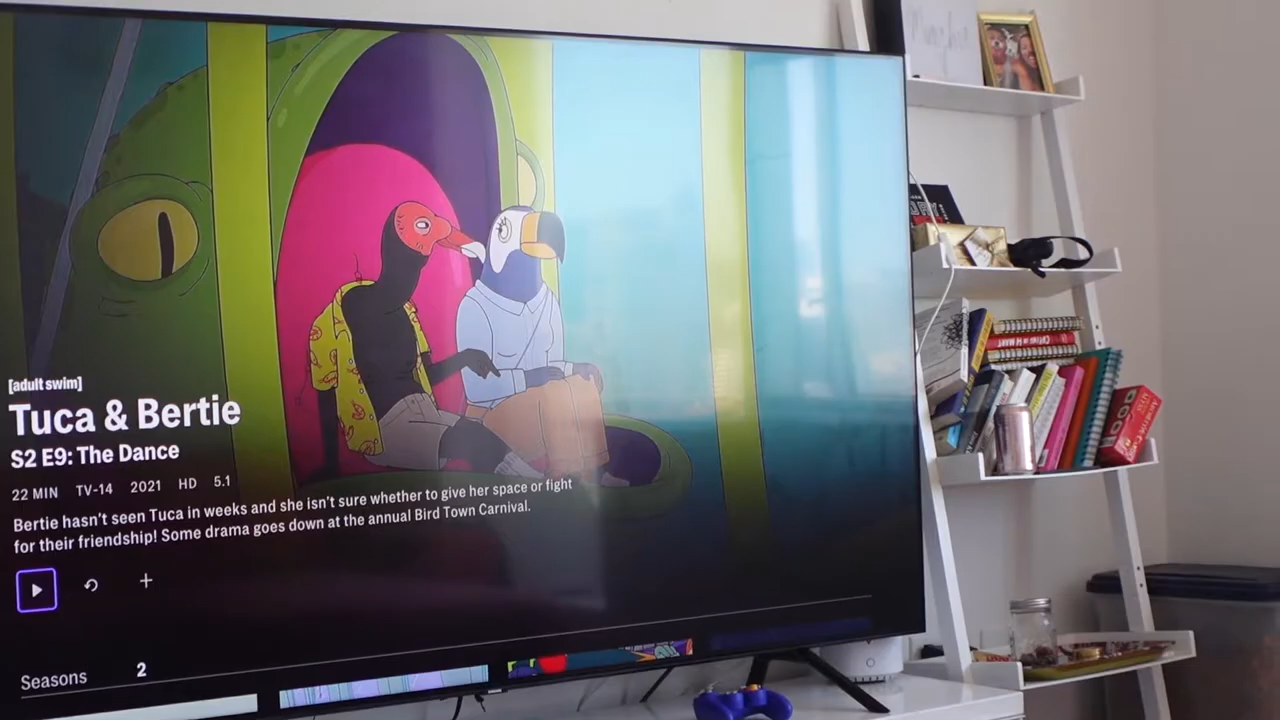 [adult swim]
Tuca & Bertie
S2 E9: The Dance
22 MIN TV-14 2021 HD 5.1
Bertie hasn't seen Tuca in weeks and she isn't sure whether to give her space or fight
for their friendship! Some drama goes down at the annual Bird Town Carnival.
Seasons 2